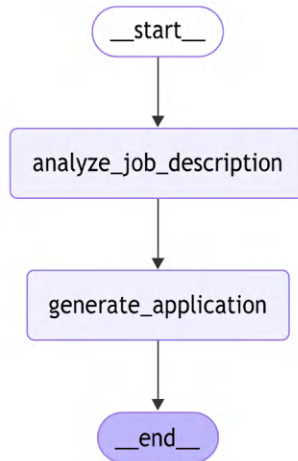 __start__
analyze_job_description
generate_application
__end__